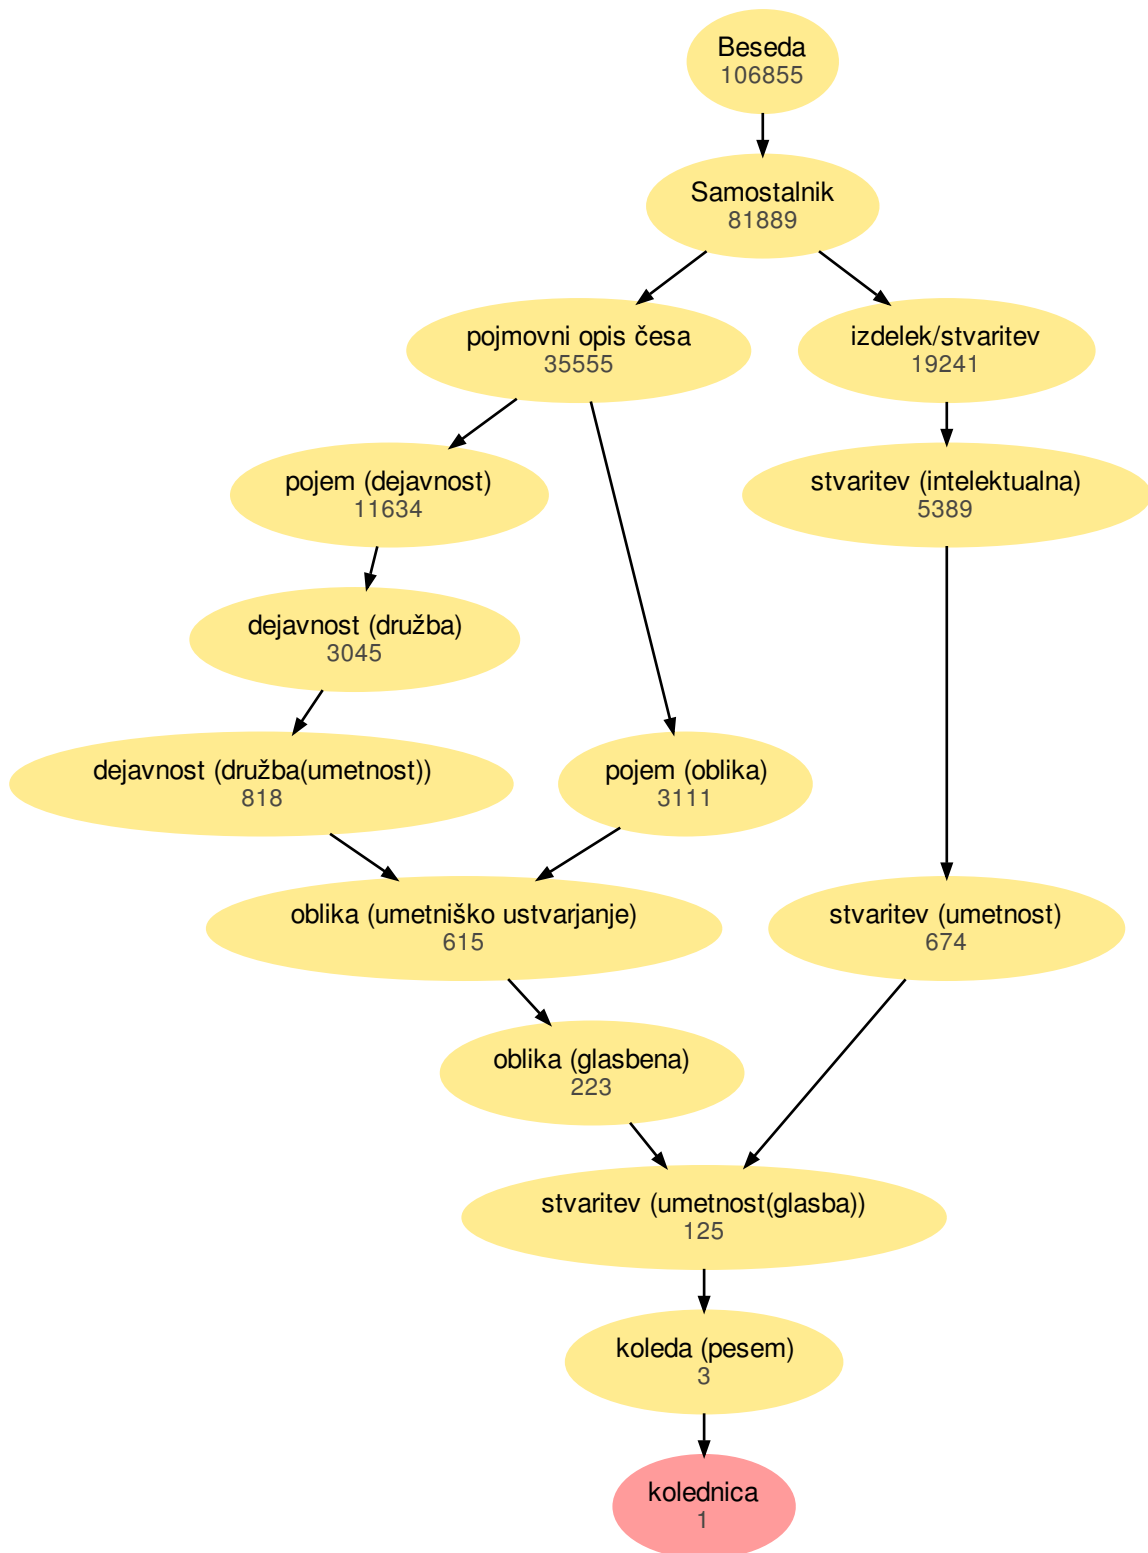 Beseda
106855
Samostalnik
81889
pojmovni opis česa
35555
izdelek/stvaritev
19241
pojem (dejavnost)
11634
stvaritev (intelektualna)
5389
dejavnost (družba)
3045
dejavnost (družba(umetnost))
818
pojem (oblika)
3111
oblika (umetniško ustvarjanje)
615
stvaritev (umetnost)
674
oblika (glasbena)
223
stvaritev (umetnost(glasba))
125
koleda (pesem)
3
kolednica
1